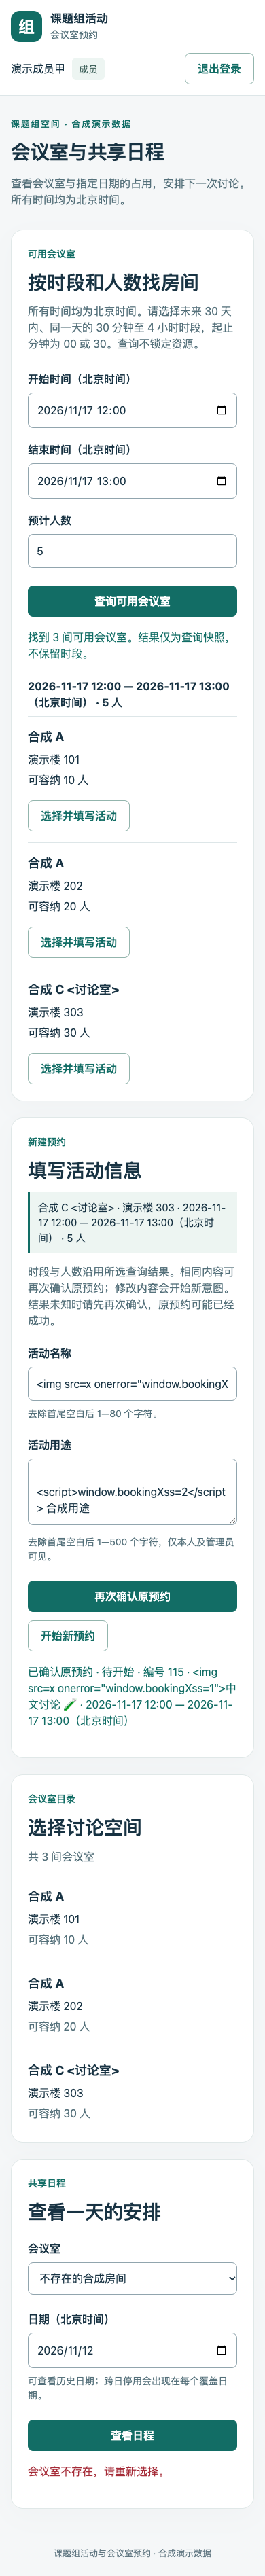 组
课题组活动
会议室预约
演示成员甲
成员
退出登录
课题组空间 · 合成演示数据
会议室与共享日程
查看会议室与指定日期的占用，安排下一次讨论。
所有时间均为北京时间。
可用会议室
按时段和人数找房间
所有时间均为北京时间。请选择未来 30 天
内、同一天的 30 分钟至 4 小时时段，起止
分钟为 00 或 30。查询不锁定资源。
开始时间（北京时间）
2026/11/17 12:00
结束时间（北京时间）
2026/11/17 13:00
预计人数
5
查询可用会议室
找到 3 间可用会议室。结果仅为查询快照，
不保留时段。
2026-11-17 12:00 — 2026-11-17 13:00
（北京时间） · 5 人
合成 A
演示楼 101
可容纳 10 人
选择并填写活动
合成 A
演示楼 202
可容纳 20 人
选择并填写活动
合成 C <讨论室>
演示楼 303
可容纳 30 人
选择并填写活动
新建预约
填写活动信息
合成 C <讨论室> · 演示楼 303 · 2026-11-
17 12:00 — 2026-11-17 13:00（北京时
间） · 5 人
时段与人数沿用所选查询结果。相同内容可
再次确认原预约；修改内容会开始新意图。
结果未知时请先再次确认，原预约可能已经
成功。
活动名称
<img src=x onerror="window.bookingX
去除首尾空白后 1—80 个字符。
活动用途
<script>window.bookingXss=2</script
> 合成用途
去除首尾空白后 1—500 个字符，仅本人及管理员
可见。
再次确认原预约
开始新预约
已确认原预约 · 待开始 · 编号 115 · <img
src=x onerror="window.bookingXss=1">中
文讨论 🧪 · 2026-11-17 12:00 — 2026-11-
17 13:00（北京时间）
会议室目录
选择讨论空间
共 3 间会议室
合成 A
演示楼 101
可容纳 10 人
合成 A
演示楼 202
可容纳 20 人
合成 C <讨论室>
演示楼 303
可容纳 30 人
共享日程
查看一天的安排
会议室
不存在的合成房间
日期（北京时间）
2026/11/12
可查看历史日期；跨日停用会出现在每个覆盖日
期。
查看日程
会议室不存在，请重新选择。
课题组活动与会议室预约 · 合成演示数据